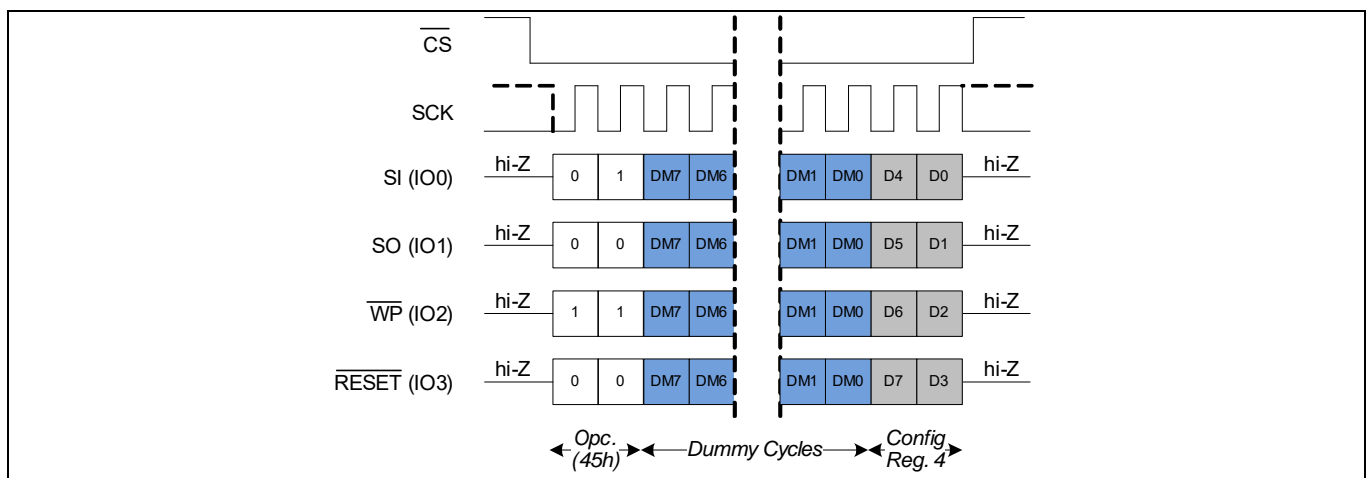 CS
SCK
SI (IO0) hi-Z 0 1 DM7 DM6 DM1 DM0 D4 D0 hi-Z
SO (IO1) hi-Z 0 0 DM7 DM6 DM1 DM0 D5 D1 hi-Z
WP (IO2) hi-Z 1 1 DM7 DM6 DM1 DM0 D6 D2 hi-Z
RESET (IO3) hi-Z 0 0 DM7 DM6 DM1 DM0 D7 D3 hi-Z
Opc. (45h) Dummy Cycles Config Reg. 4